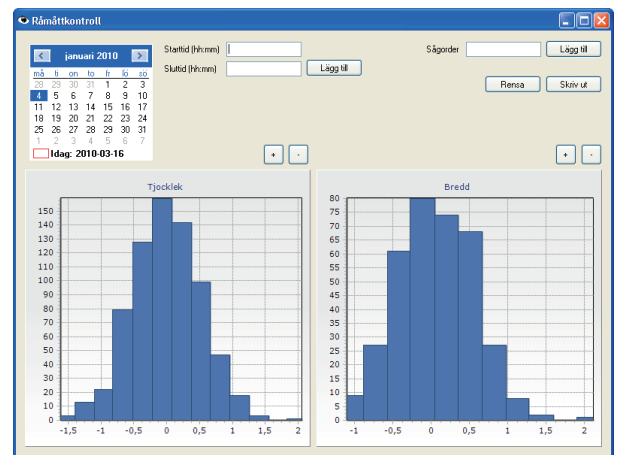 Råmåttkontroll
januari 2010
må ti on to fr lö sö
28 29 30 31 1 2 3
4 5 6 7 8 9 10
11 12 13 14 15 16 17
18 19 20 21 22 23 24
25 26 27 28 29 30 31
1 2 3 4 5 6 7
Idag: 2010-03-16
Starttid (hh:mm)
Sluttid (hh:mm)
Lägg till
Sågorder
Lägg till
Rensa
Skriv ut
+ -
+ -
Tjocklek
150
140
130
120
110
100
90
80
70
60
50
40
30
20
10
0
-1,5 -1 -0,5 0 0,5 1 1,5 2
Bredd
80
75
70
65
60
55
50
45
40
35
30
25
20
15
10
5
0
-1 -0,5 0 0,5 1 1,5 2